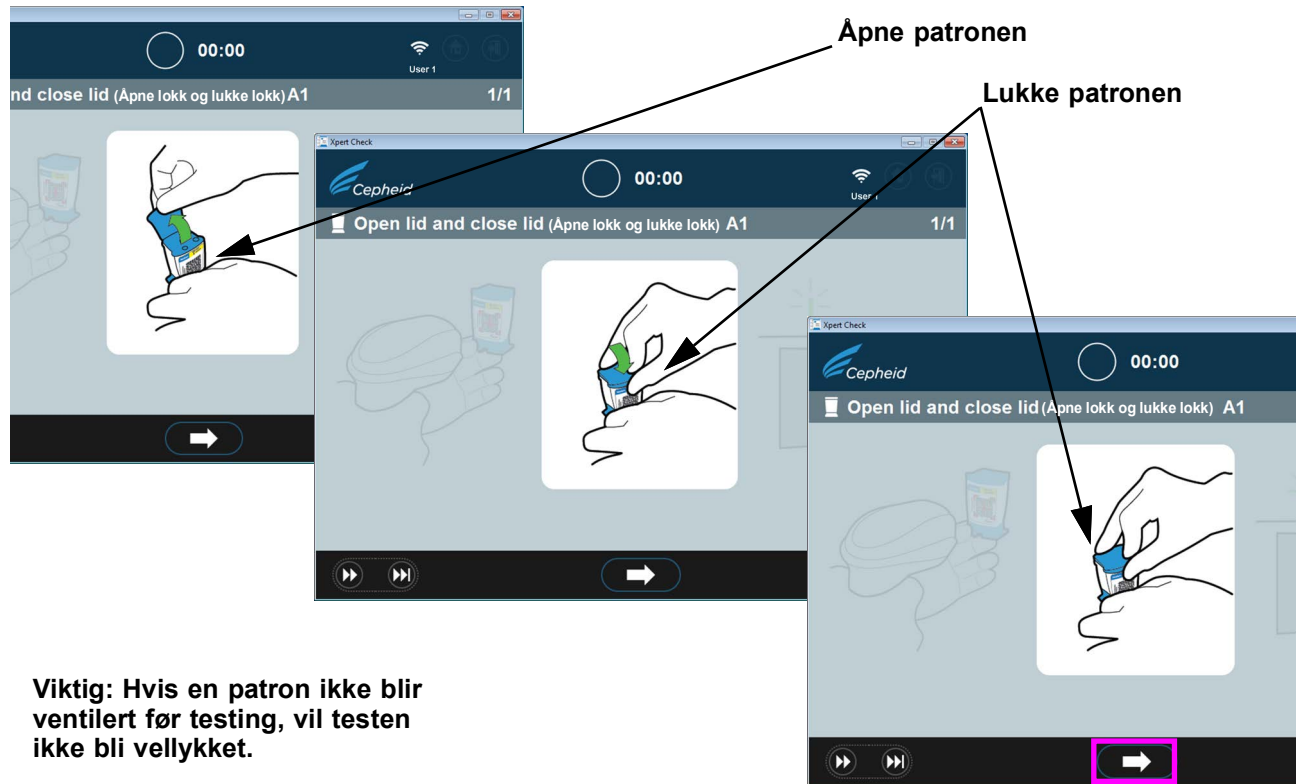 Åpne patronen
Lukke patronen
00:00
User 1
nd close lid (Åpne lokk og lukke lokk) A1
1/1
Xpert Check
Cepheid
00:00
User 1
Open lid and close lid (Åpne lokk og lukke lokk) A1
1/1
Xpert Check
Cepheid
00:00
Open lid and close lid (Åpne lokk og lukke lokk) A1
Viktig: Hvis en patron ikke blir
ventilert før testing, vil testen
ikke bli vellykket.